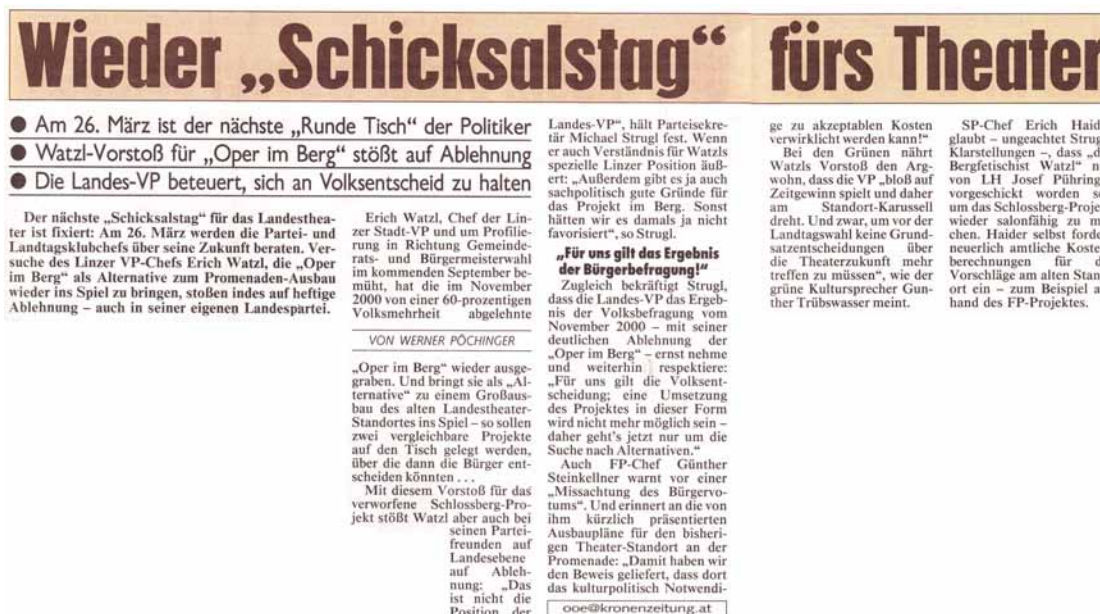 Wieder „Schicksalstag“ fürs Theater
● Am 26. März ist der nächste „Runde Tisch“ der Politiker
● Watzl-Vorstoß für „Oper im Berg“ stößt auf Ablehnung
● Die Landes-VP beteuert, sich an Volksentscheid zu halten
Der nächste „Schicksalstag“ für das Landesthea-
ter ist fixiert: Am 26. März werden die Partei- und
Landtagsklubchefs über seine Zukunft beraten. Ver-
suche des Linzer VP-Chefs Erich Watzl, die „Oper
im Berg“ als Alternative zum Promenaden-Ausbau
wieder ins Spiel zu bringen, stoßen indes auf heftige
Ablehnung – auch in seiner eigenen Landespartei.
Erich Watzl, Chef der Lin-
zer Stadt-VP und um Profilie-
rung in Richtung Gemeinde-
rats- und Bürgermeisterwahl
im kommenden September be-
müht, hat die im November
2000 von einer 60-prozentigen
Volksmehrheit abgelehnte
VON WERNER PÖCHINGER
„Oper im Berg“ wieder ausge-
graben. Und bringt sie als „Al-
ternative“ zu einem Großaus-
bau des alten Landestheater-
Standortes ins Spiel – so sollen
zwei vergleichbare Projekte
auf den Tisch gelegt werden,
über die dann die Bürger ent-
scheiden könnten . . .
Mit diesem Vorstoß für das
verworfene Schlossberg-Pro-
jekt stößt Watzl aber auch bei
seinen Partei-
freunden auf
Landesebene
auf Ableh-
nung: „Das
ist nicht die
Position der
Landes-VP“, hält Parteisekre-
tär Michael Strugl fest. Wenn
er auch Verständnis für Watzls
spezielle Linzer Position äuß-
ert: „Außerdem gibt es ja auch
sachpolitisch gute Gründe für
das Projekt im Berg. Sonst
hätten wir es damals ja nicht
favorisiert“, so Strugl.
„Für uns gilt das Ergebnis
der Bürgerbefragung!“
Zugleich bekräftigt Strugl,
dass die Landes-VP das Ergeb-
nis der Volksbefragung vom
November 2000 – mit seiner
deutlichen Ablehnung der
„Oper im Berg“ – ernst nehme
und weiterhin respektiere:
„Für uns gilt die Volksent-
scheidung; eine Umsetzung
des Projektes in dieser Form
wird nicht mehr möglich sein –
daher geht’s jetzt nur um die
Suche nach Alternativen.“
Auch FP-Chef Günther
Steinkellner warnt vor einer
„Missachtung des Bürgervo-
tums“. Und erinnert an die von
ihm kürzlich präsentierten
Ausbaupläne für den bisheri-
gen Theater-Standort an der
Promenade: „Damit haben wir
den Beweis geliefert, dass dort
das kulturpolitisch Notwendi-
ooe@kronenzeitung.at
ge zu akzeptablen Kosten
verwirklicht werden kann!“
Bei den Grünen nährt
Watzls Vorstoß den Arg-
wohn, dass die VP „bloß auf
Zeitgewinn spielt und daher
am Standort-Karussell
dreht. Und zwar, um vor der
Landtagswahl keine Grund-
satzentscheidungen über
die Theaterzukunft mehr
treffen zu müssen“, wie der
grüne Kultursprecher Gun-
ther Trübswasser meint.
SP-Chef Erich Haid
glaubt – ungeachtet Strug
Klarstellungen –, dass „d
Bergfetischist Watzl“ n
von LH Josef Pühring
vorgeschickt worden se
um das Schlossberg-Proje
wieder salonfähig zu m
chen. Haider selbst forde
neuerlich amtliche Koste
berechnungen für d
Vorschläge am alten Stan
ort ein – zum Beispiel a
hand des FP-Projektes.